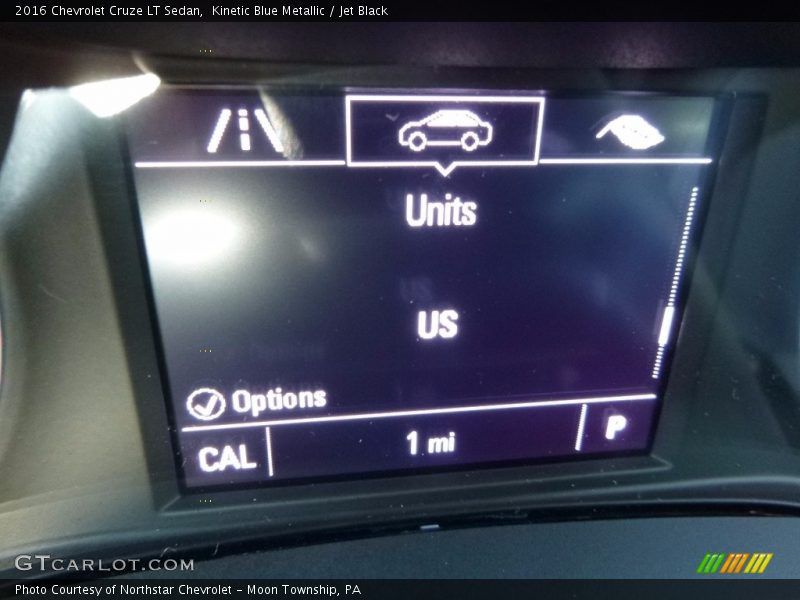 2016 Chevrolet Cruze LT Sedan,  Kinetic Blue Metallic / Jet Black
Units
US
Options
CAL
1 mi
P
GTCARLOT.COM
Photo Courtesy of Northstar Chevrolet – Moon Township, PA